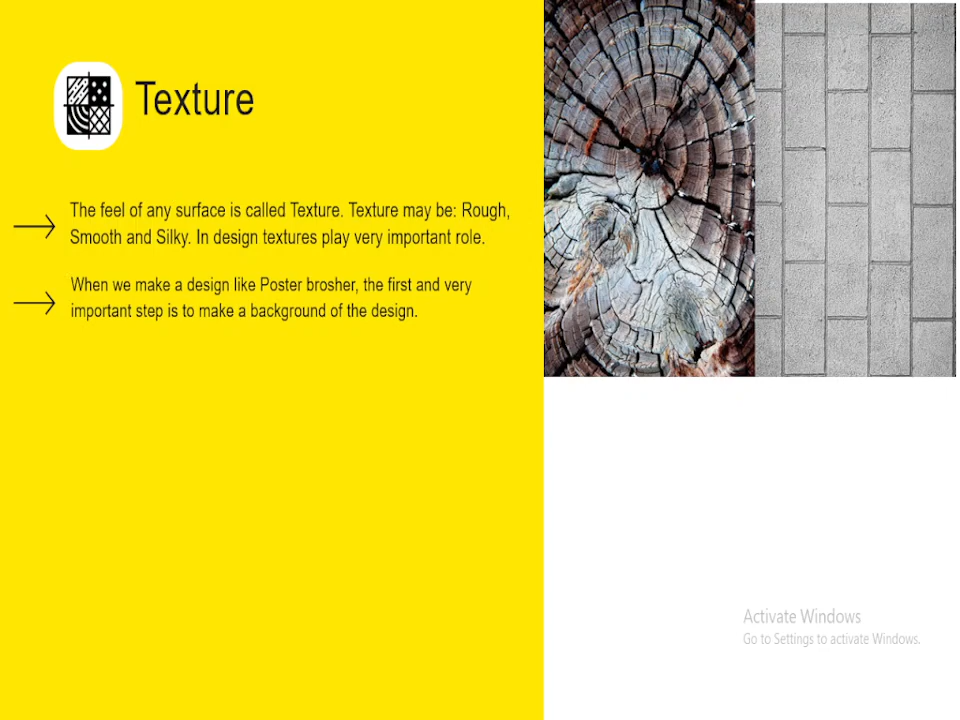 Texture
The feel of any surface is called Texture. Texture may be: Rough,
Smooth and Silky. In design textures play very important role.
When we make a design like Poster brosher, the first and very
important step is to make a background of the design.
Activate Windows
Go to Settings to activate Windows.